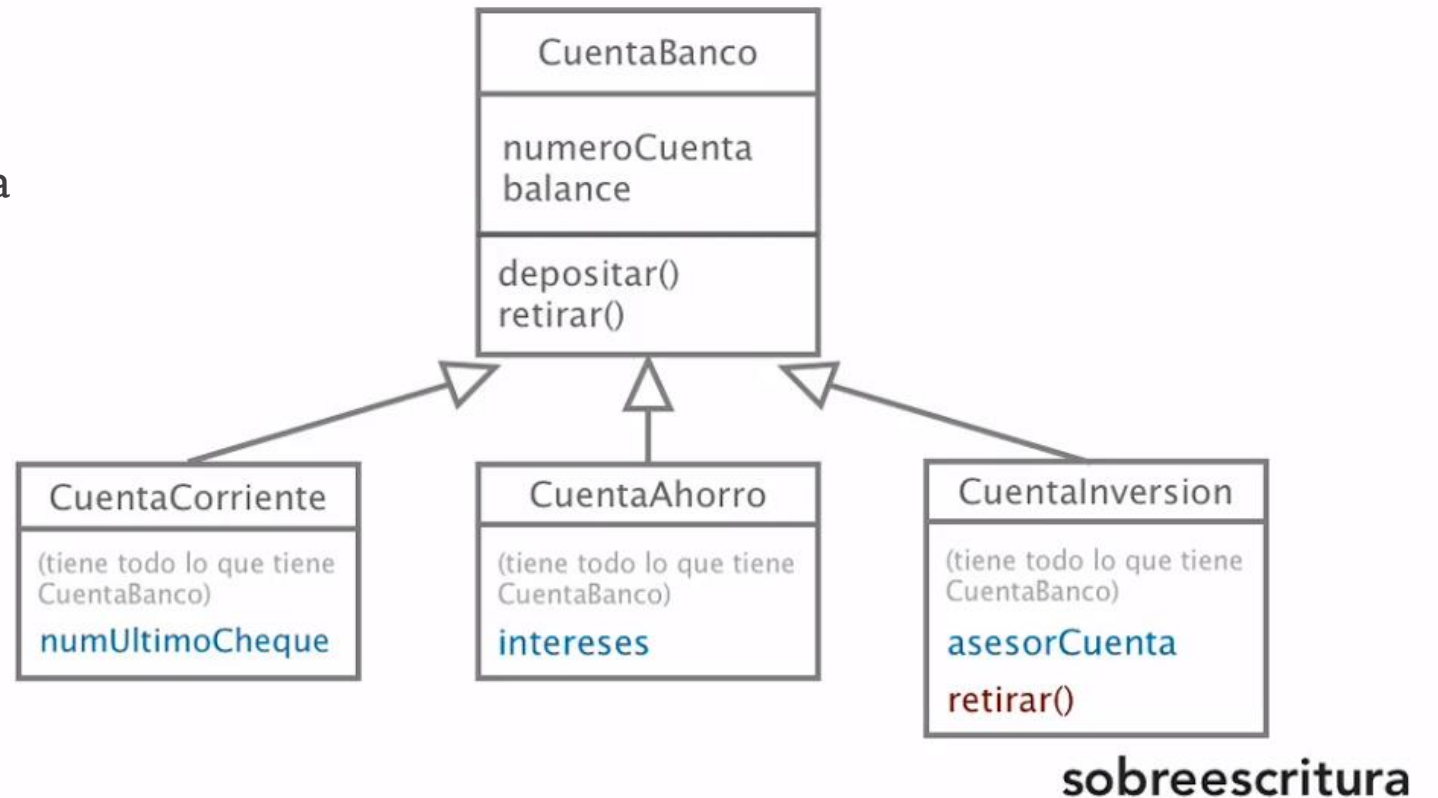 CuentaBanco
numeroCuenta
balance
a
depositar()
retirar()
CuentaCorriente
(tiene todo lo que tiene
CuentaBanco)
numUltimoCheque
CuentaAhorro
(tiene todo lo que tiene
CuentaBanco)
intereses
CuentaInversion
(tiene todo lo que tiene
CuentaBanco)
asesorCuenta
retirar()
sobreescritura